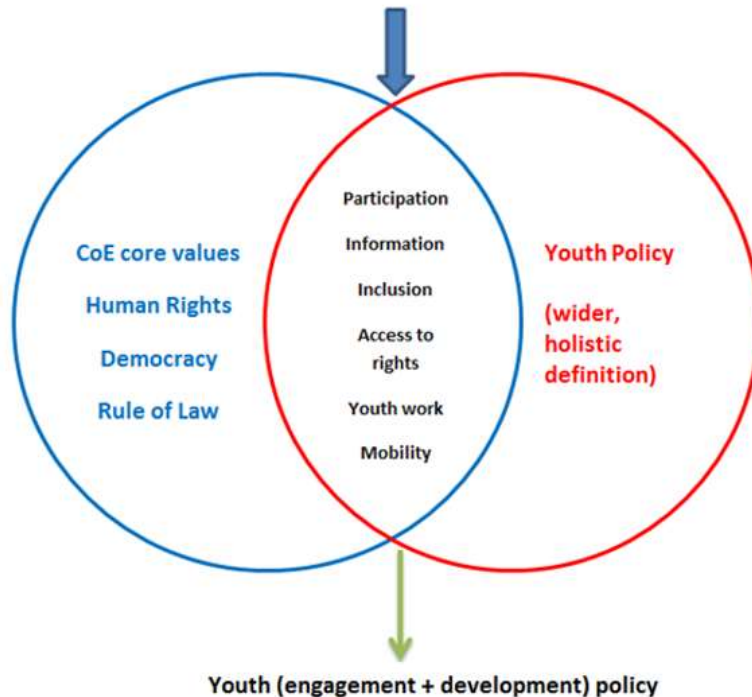 CoE core values
Human Rights
Democracy
Rule of Law
Participation
Information
Inclusion
Access to
rights
Youth work
Mobility
Youth Policy
(wider,
holistic
definition)
Youth (engagement + development) policy